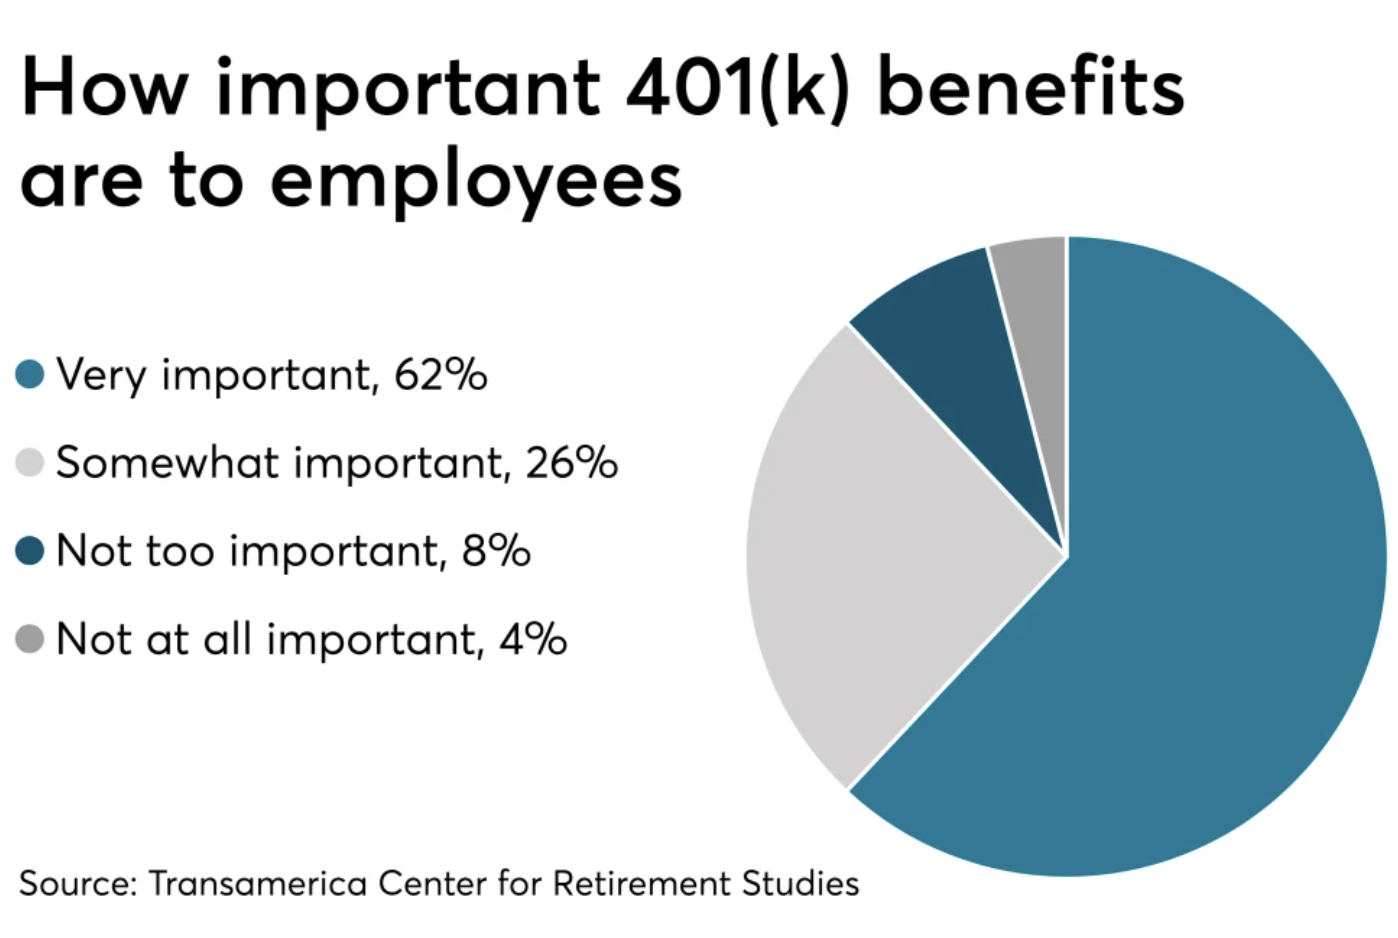 How important 401(k) benefits
are to employees
Very important, 62%
Somewhat important, 26%
Not too important, 8%
Not at all important, 4%
Source: Transamerica Center for Retirement Studies